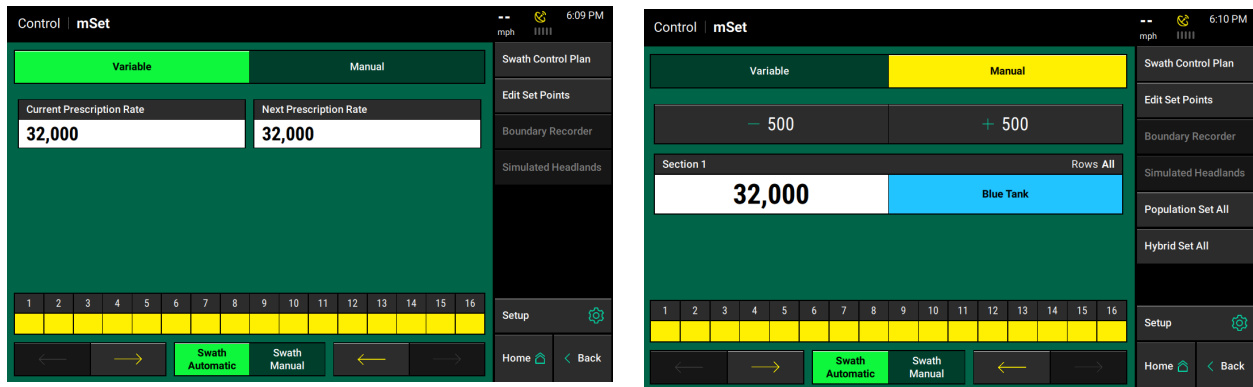 Control | mSet
--
mph
6:09 PM
Variable
Manual
Swath Control Plan
Edit Set Points
Current Prescription Rate
Next Prescription Rate
32,000
32,000
Boundary Recorder
Simulated Headlands
1 2 3 4 5 6 7 8 9 10 11 12 13 14 15 16
Setup
Swath
Automatic
Swath
Manual
Home
< Back
Control | mSet
--
mph
6:10 PM
Variable
Manual
Swath Control Plan
Edit Set Points
− 500
+ 500
Boundary Recorder
Section 1
Rows All
Simulated Headlands
32,000
Blue Tank
Population Set All
Hybrid Set All
1 2 3 4 5 6 7 8 9 10 11 12 13 14 15 16
Setup
Swath
Automatic
Swath
Manual
Home
< Back